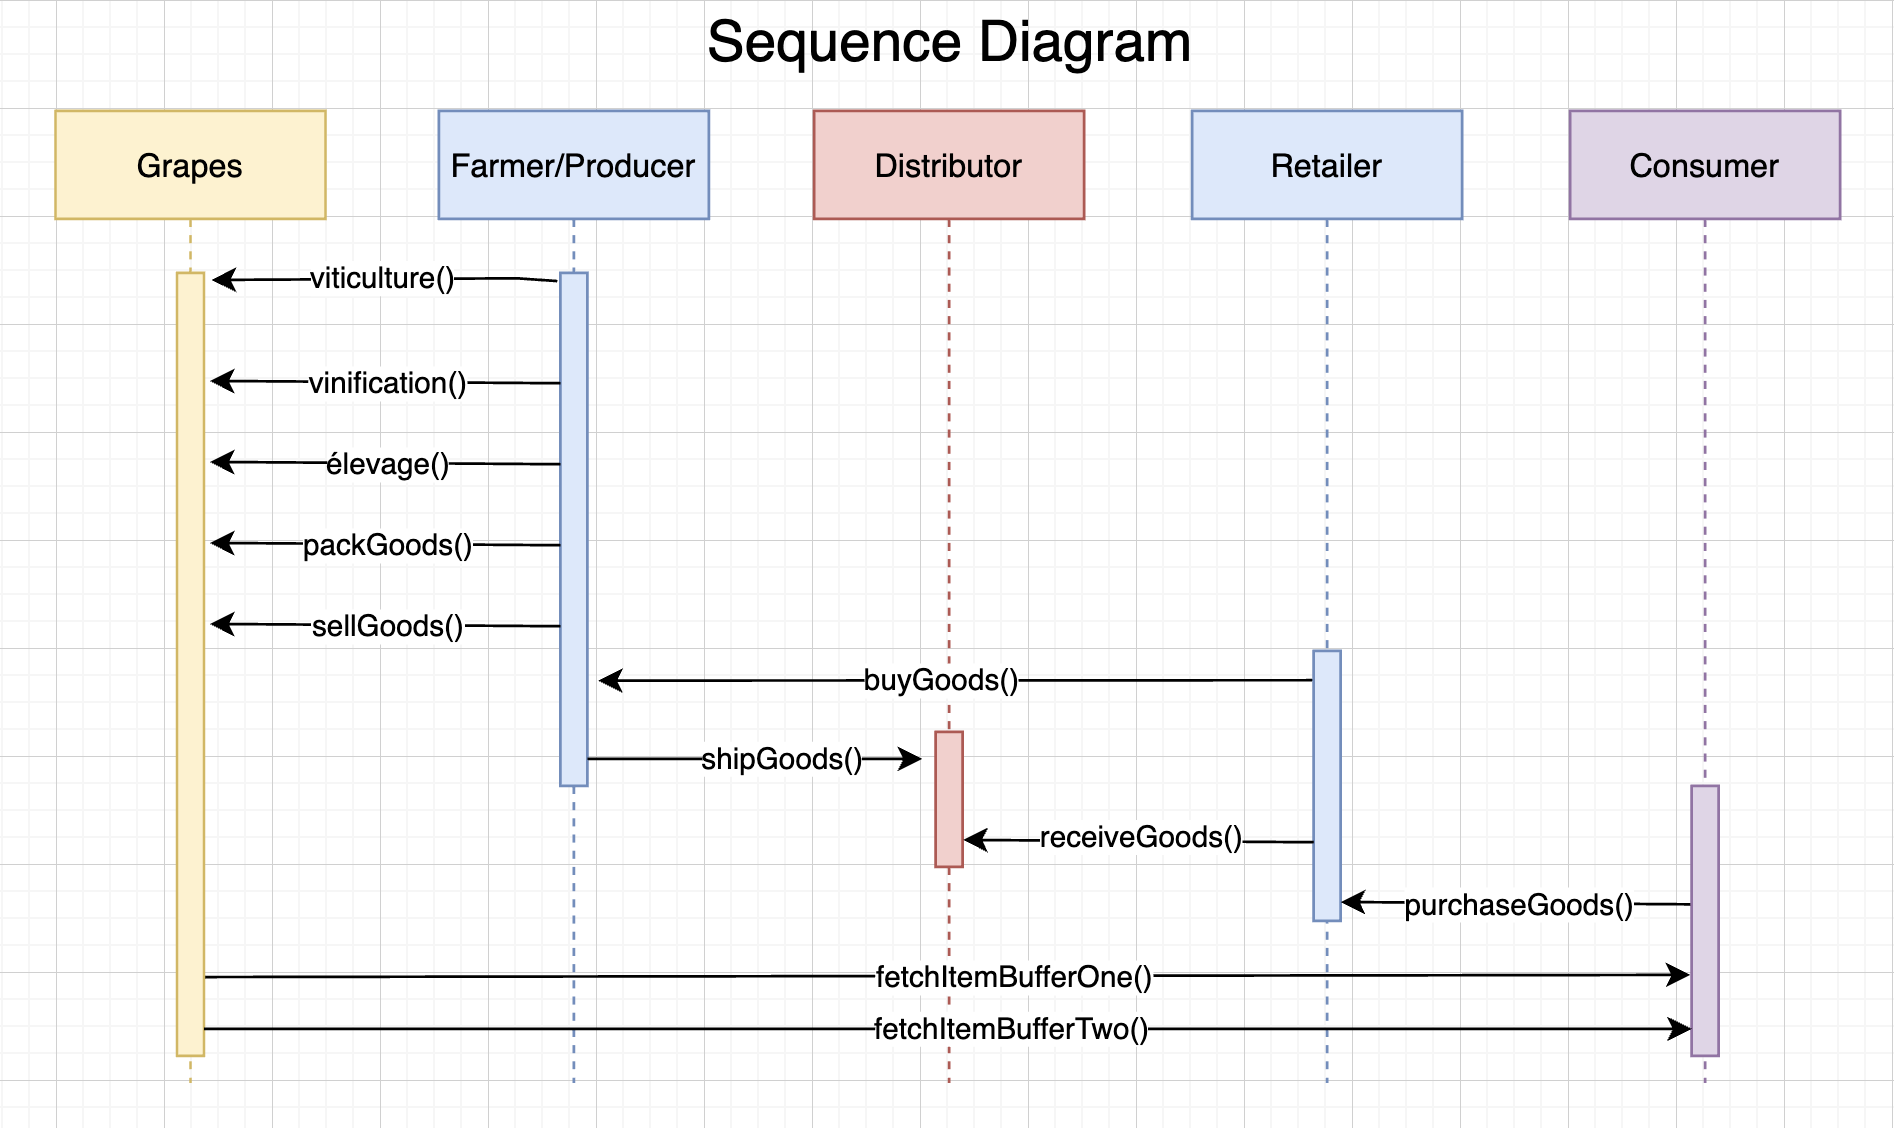 Sequence Diagram
Grapes
Farmer/Producer
Distributor
Retailer
Consumer
viticulture()
vinification()
élevage()
packGoods()
sellGoods()
buyGoods()
shipGoods()
receiveGoods()
purchaseGoods()
fetchItemBufferOne()
fetchItemBufferTwo()